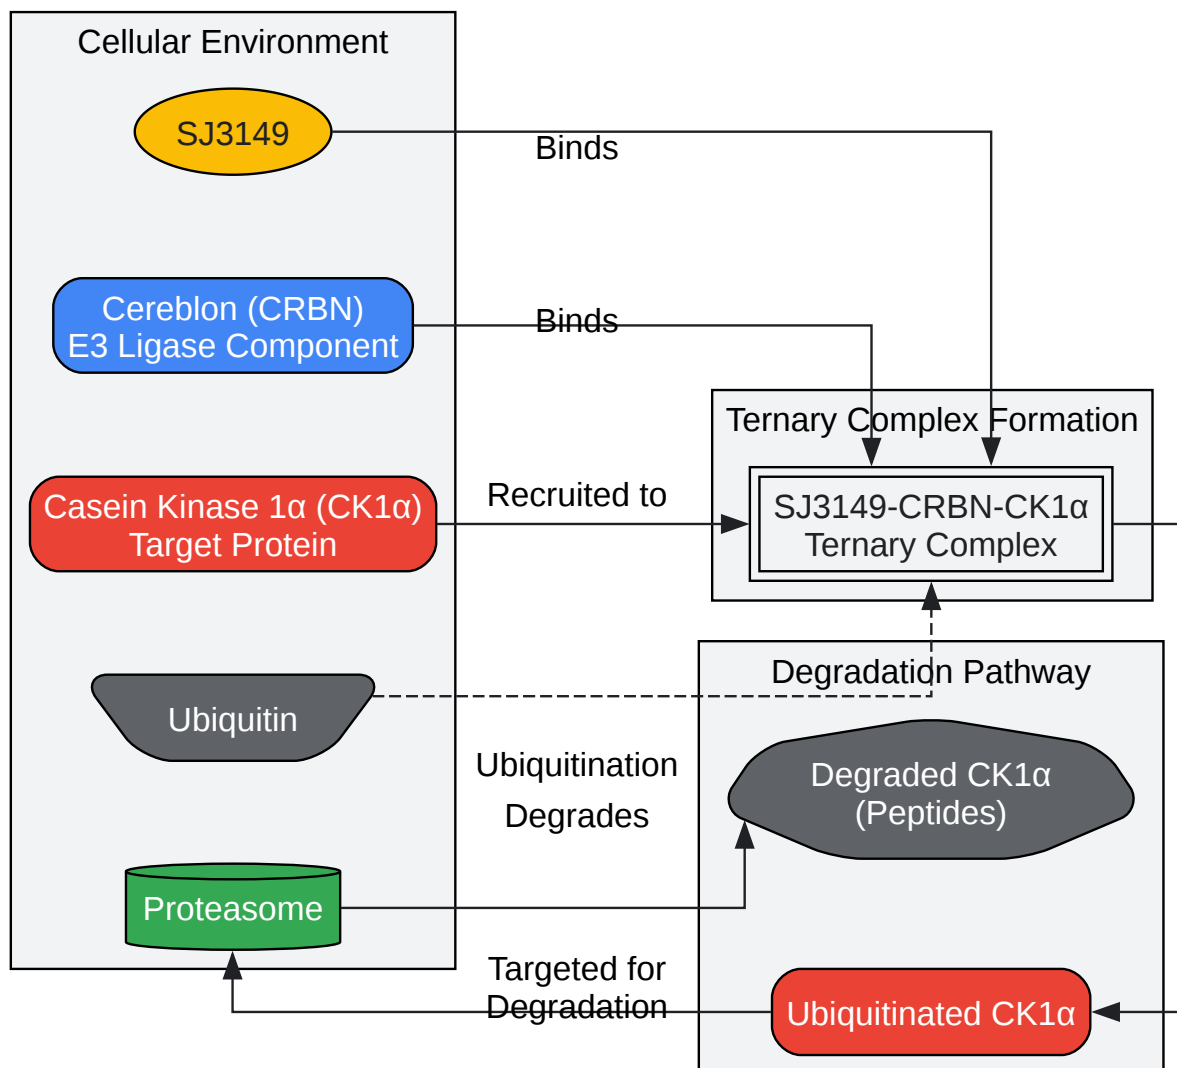 Cellular Environment
SJ3149
Binds
Cereblon (CRBN)
E3 Ligase Component
Binds
Ternary Complex Formation
Casein Kinase 1α (CK1α)
Target Protein
Recruited to
SJ3149-CRBN-CK1α
Ternary Complex
Degradation Pathway
Ubiquitin
Ubiquitination
Degrades
Degraded CK1α
(Peptides)
Proteasome
Targeted for
Degradation
Ubiquitinated CK1α